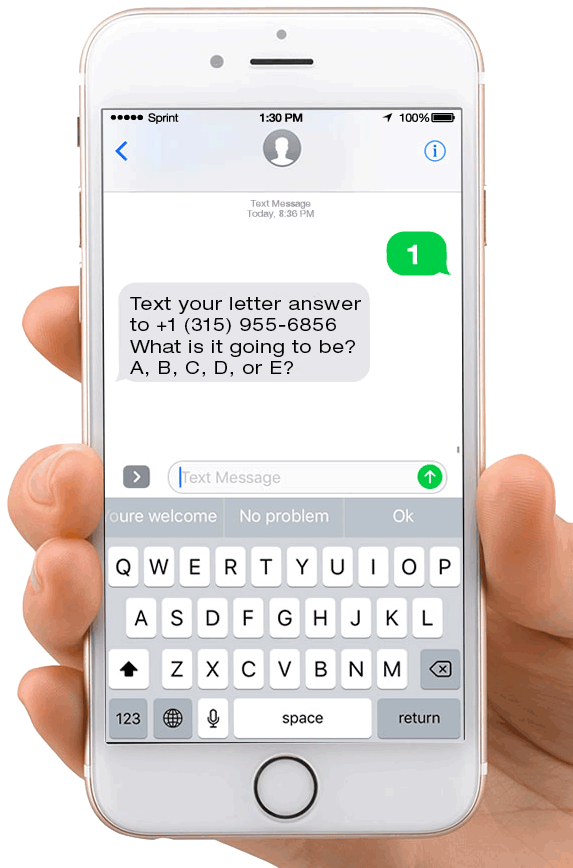 Sprint 1:30 PM 100%
Text Message
Today, 8:36 PM
1
Text your letter answer
to +1 (315) 955-6856
What is it going to be?
A, B, C, D, or E?
Text Message
oure welcome No problem Ok
Q W E R T Y U I O P
A S D F G H J K L
Z X C V B N M
123 space return